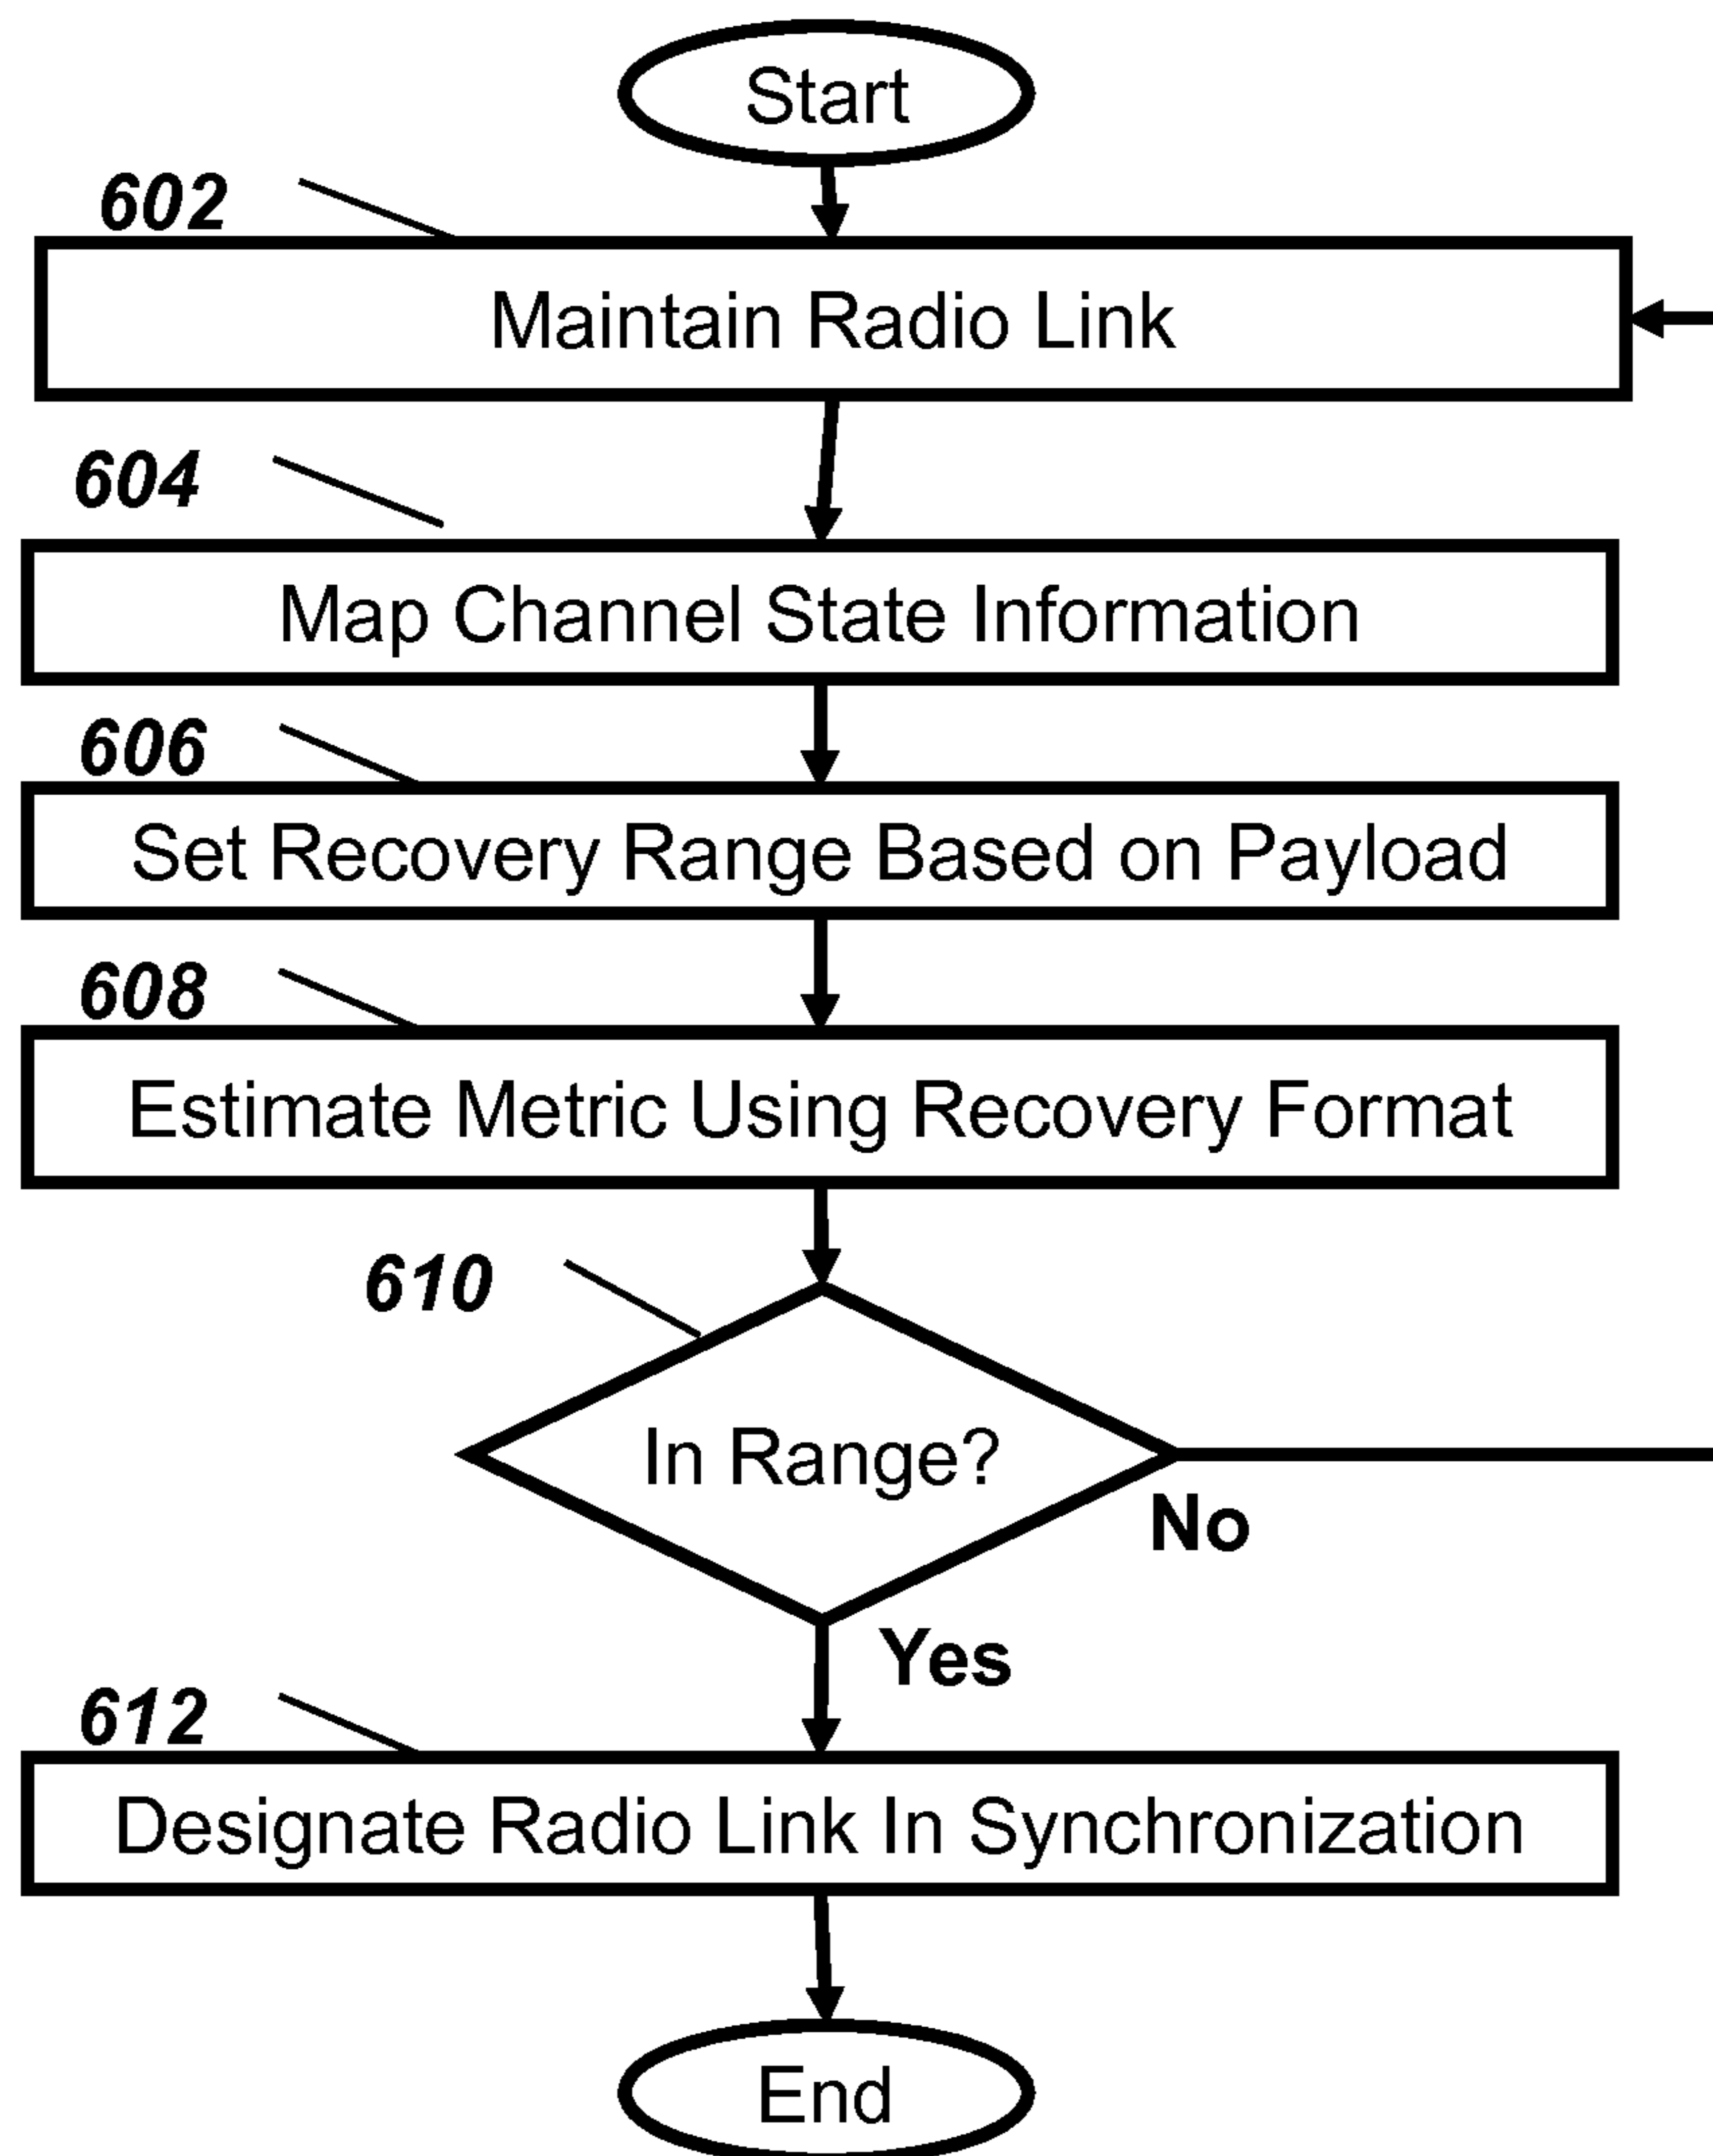 Start
602
Maintain Radio Link
604
Map Channel State Information
606
Set Recovery Range Based on Payload
608
Estimate Metric Using Recovery Format
610
In Range?
No
Yes
612
Designate Radio Link In Synchronization
End